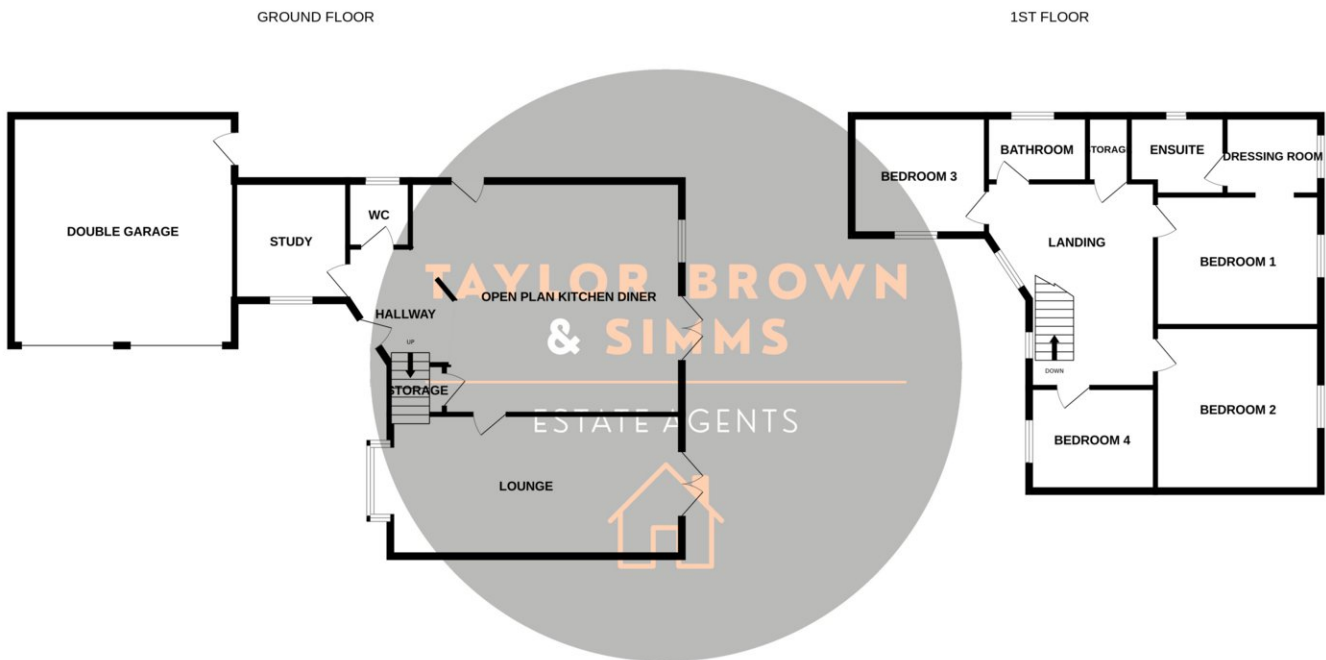 GROUND FLOOR
DOUBLE GARAGE
STUDY
WC
HALLWAY
UP
STORAGE
OPEN PLAN KITCHEN DINER
LOUNGE
TAYLOR BROWN
& SIMMS
ESTATE AGENTS
1ST FLOOR
BEDROOM 3
BATHROOM
STORAGE
ENSUITE
DRESSING ROOM
LANDING
BEDROOM 1
DOWN
BEDROOM 2
BEDROOM 4